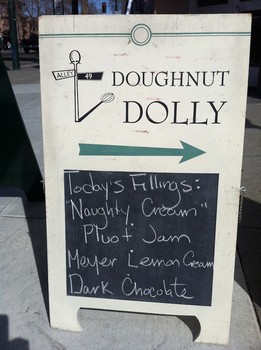 ALLEY 49
DOUGHNUT
DOLLY
Today's Fillings:
"Naughty Cream"
Pluot Jam
Meyer Lemon Cream
Dark Chocolate